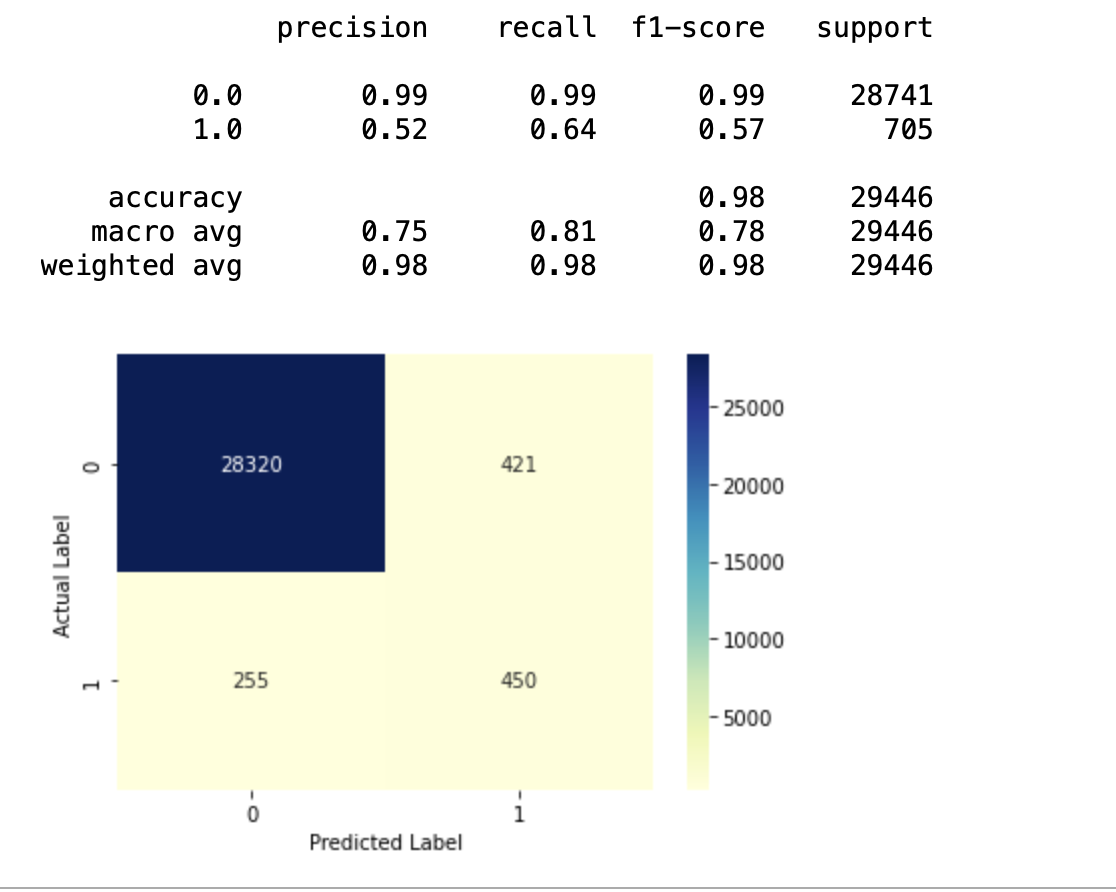 precision recall f1-score support
0.0 0.99 0.99 0.99 28741
1.0 0.52 0.64 0.57 705
accuracy 0.98 29446
macro avg 0.75 0.81 0.78 29446
weighted avg 0.98 0.98 0.98 29446
Actual Label
0
28320 421
1
255 450
0 1
Predicted Label
25000
20000
15000
10000
5000